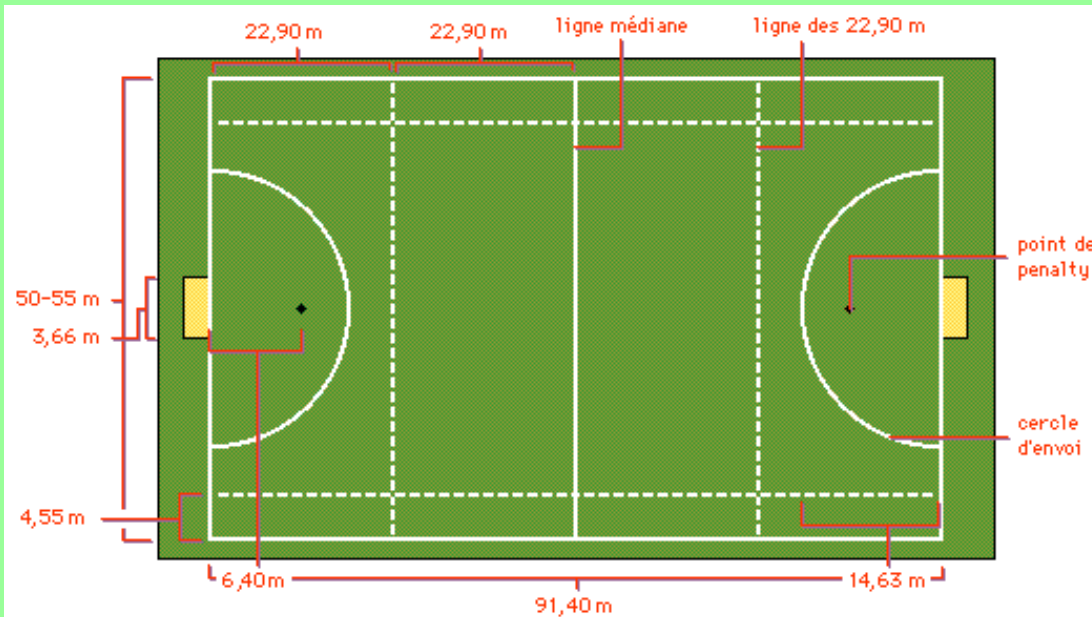 22,90 m
22,90 m
ligne médiane
ligne des 22,90 m
point de
penalty
50-55 m
3,66 m
cercle
d'envoi
4,55 m
6,40m
14,63 m
91,40 m